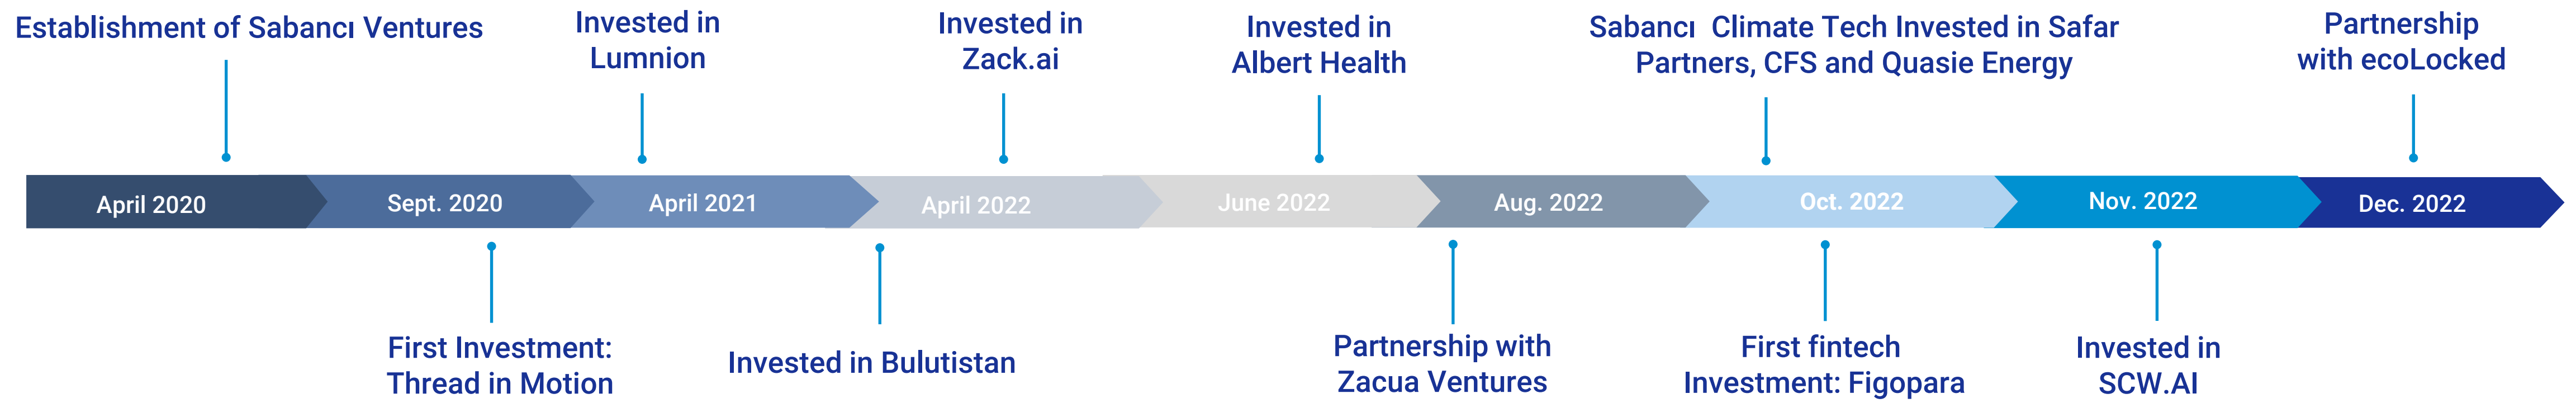 Establishment of Sabancı Ventures
Invested in
Lumnion
Invested in
Zack.ai
Invested in
Albert Health
Sabancı  Climate Tech Invested in Safar
Partners, CFS and Quasie Energy
Partnership
with ecoLocked
April 2020
Sept. 2020
April 2021
April 2022
June 2022
Aug. 2022
Oct. 2022
Nov. 2022
Dec. 2022
First Investment:
Thread in Motion
Invested in Bulutistan
Partnership with
Zacua Ventures
First fintech
Investment: Figopara
Invested in
SCW.AI